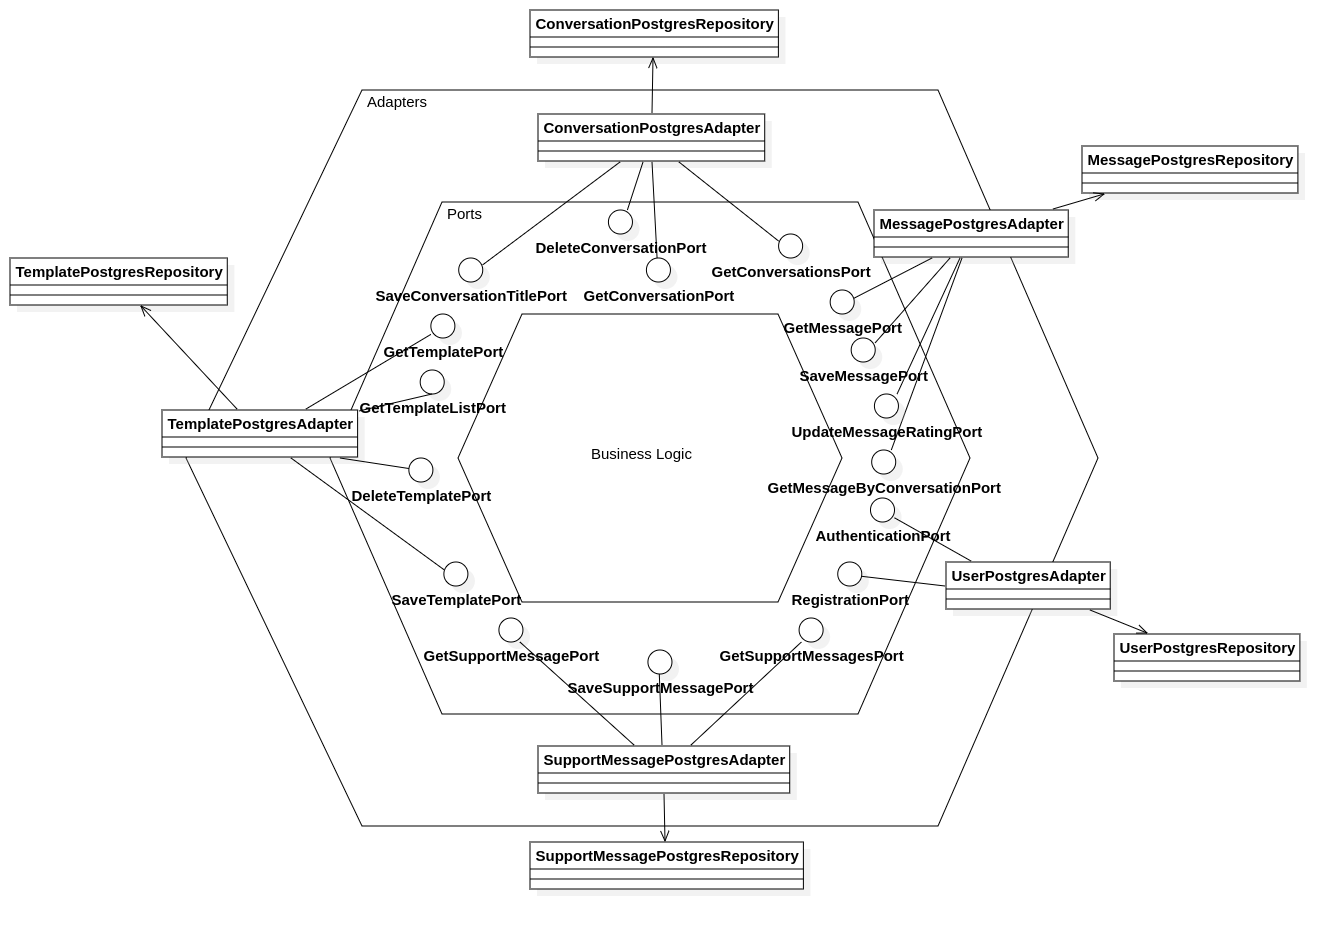 ConversationPostgresRepository
Adapters
ConversationPostgresAdapter
MessagePostgresRepository
Ports
MessagePostgresAdapter
DeleteConversationPort
TemplatePostgresRepository
GetConversationsPort
SaveConversationTitlePort
GetConversationPort
GetMessagePort
GetTemplatePort
SaveMessagePort
GetTemplateListPort
TemplatePostgresAdapter
UpdateMessageRatingPort
Business Logic
GetMessageByConversationPort
DeleteTemplatePort
AuthenticationPort
UserPostgresAdapter
SaveTemplatePort
RegistrationPort
UserPostgresRepository
GetSupportMessagePort
GetSupportMessagesPort
SaveSupportMessagePort
SupportMessagePostgresAdapter
SupportMessagePostgresRepository